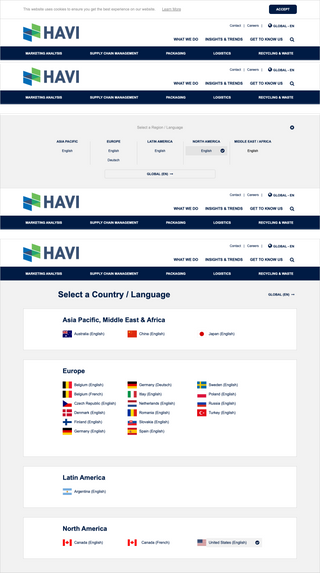 This website uses cookies to ensure you get the best experience on our website. Learn More ACCEPT
Contact | Careers | GLOBAL - EN
HAVI
WHAT WE DO INSIGHTS & TRENDS GET TO KNOW US
MARKETING ANALYSIS SUPPLY CHAIN MANAGEMENT PACKAGING LOGISTICS RECYCLING & WASTE
Contact | Careers | GLOBAL - EN
HAVI
WHAT WE DO INSIGHTS & TRENDS GET TO KNOW US
MARKETING ANALYSIS SUPPLY CHAIN MANAGEMENT PACKAGING LOGISTICS RECYCLING & WASTE
Select a Region / Language
ASIA PACIFIC EUROPE LATIN AMERICA NORTH AMERICA MIDDLE EAST / AFRICA
English English English English English
Deutsch
GLOBAL (EN) →
Contact | Careers | GLOBAL - EN
HAVI
WHAT WE DO INSIGHTS & TRENDS GET TO KNOW US
MARKETING ANALYSIS SUPPLY CHAIN MANAGEMENT PACKAGING LOGISTICS RECYCLING & WASTE
Contact | Careers | GLOBAL - EN
HAVI
WHAT WE DO INSIGHTS & TRENDS GET TO KNOW US
MARKETING ANALYSIS SUPPLY CHAIN MANAGEMENT PACKAGING LOGISTICS RECYCLING & WASTE
Select a Country / Language GLOBAL (EN) →
Asia Pacific, Middle East & Africa
Australia (English) China (English) Japan (English)
Europe
Belgium (English) Germany (Deutsch) Sweden (English)
Belgium (French) Italy (English) Poland (English)
Czech Republic (English) Netherlands (English) Russia (English)
Denmark (English) Romania (English) Turkey (English)
Finland (English) Slovakia (English)
Germany (English) Spain (English)
Latin America
Argentina (English)
North America
Canada (English) Canada (French) United States (English)